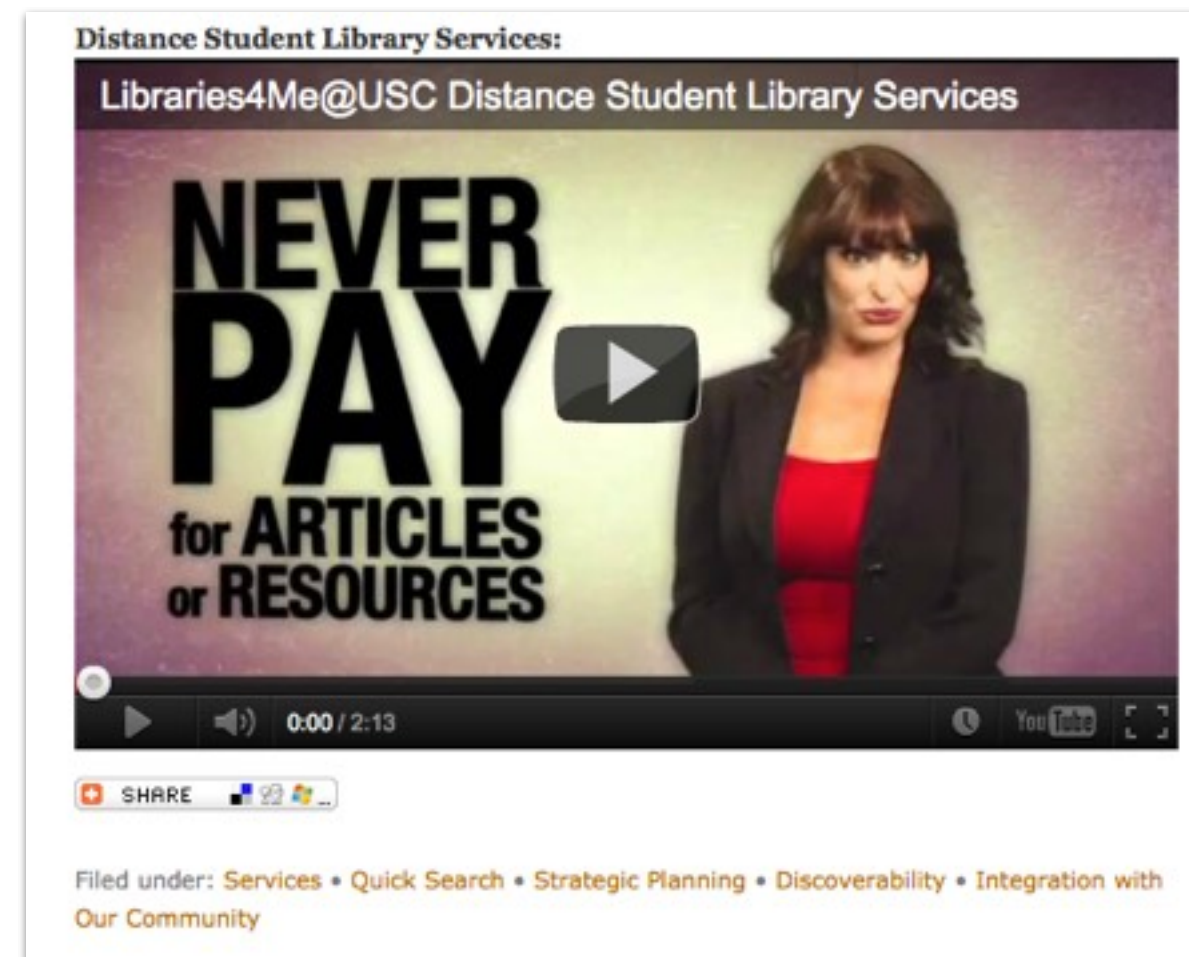 Distance Student Library Services:
Libraries4Me@USC Distance Student Library Services
NEVER
PAY
for ARTICLES
or RESOURCES
0:00 / 2:13
YouTube
SHARE
Filed under: Services • Quick Search • Strategic Planning • Discoverability • Integration with
Our Community